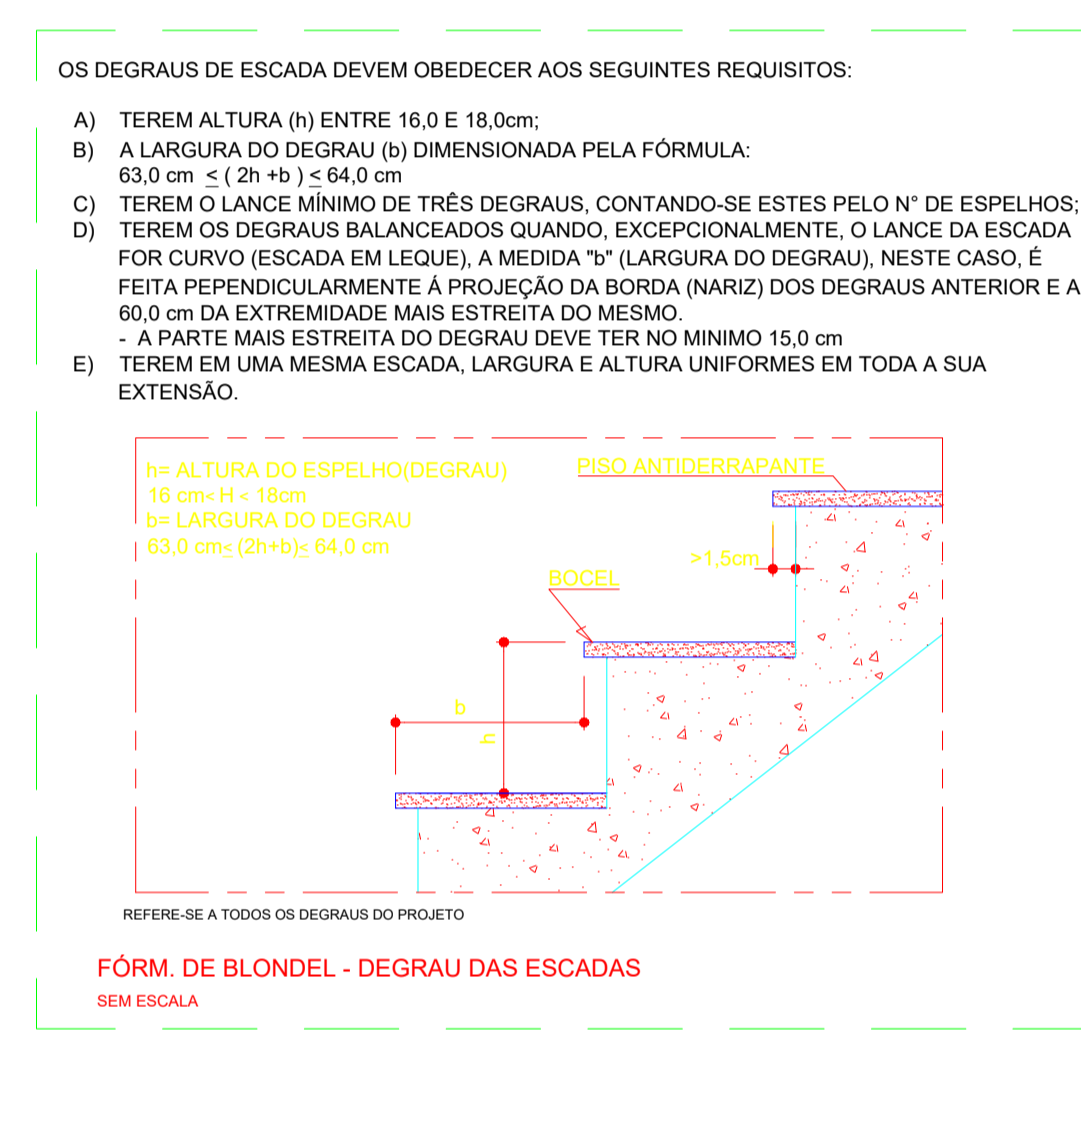 OS DEGRAUS DE ESCADA DEVEM OBEDECER AOS SEGUINTES REQUISITOS:
A) TEREM ALTURA (h) ENTRE 16,0 E 18,0cm;
B) A LARGURA DO DEGRAU (b) DIMENSIONADA PELA FÓRMULA:
63,0 cm ≤ ( 2h +b ) ≤ 64,0 cm
C) TEREM O LANCE MÍNIMO DE TRÊS DEGRAUS, CONTANDO-SE ESTES PELO N° DE ESPELHOS;
D) TEREM OS DEGRAUS BALANCEADOS QUANDO, EXCEPCIONALMENTE, O LANCE DA ESCADA
FOR CURVO (ESCADA EM LEQUE), A MEDIDA "b" (LARGURA DO DEGRAU), NESTE CASO, É
FEITA PEPENDICULARMENTE Á PROJEÇÃO DA BORDA (NARIZ) DOS DEGRAUS ANTERIOR E A
60,0 cm DA EXTREMIDADE MAIS ESTREITA DO MESMO.
- A PARTE MAIS ESTREITA DO DEGRAU DEVE TER NO MINIMO 15,0 cm
E) TEREM EM UMA MESMA ESCADA, LARGURA E ALTURA UNIFORMES EM TODA A SUA
EXTENSÃO.
h= ALTURA DO ESPELHO(DEGRAU)
16 cm< H < 18cm
b= LARGURA DO DEGRAU
63,0 cm≤ (2h+b)≤ 64,0 cm
PISO ANTIDERRAPANTE
>1,5cm
BOCEL
b
h
REFERE-SE A TODOS OS DEGRAUS DO PROJETO
FÓRM. DE BLONDEL - DEGRAU DAS ESCADAS
SEM ESCALA